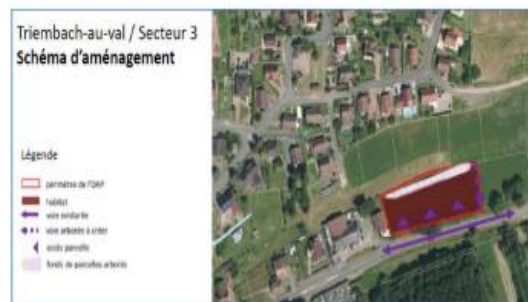 Triembach-au-val / Secteur 3
Schéma d'aménagement
Légende
périmètre de l'OAP
habitat
voie existante
voie arborée à créer
accès parcelle
fonds de parcelles arborés